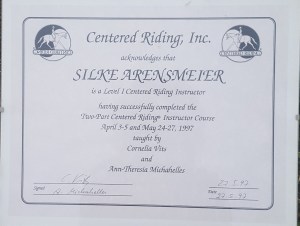 Centered Riding, Inc.
acknowledges that
SILKE ARENSMEIER
is a Level I Centered Riding Instructor
having successfully completed the
Two-Part Centered Riding® Instructor Course
April 3-5 and May 24-27, 1997
taught by
Cornelia Vits
and
Ann-Theresia Michahelles
Signed
Date